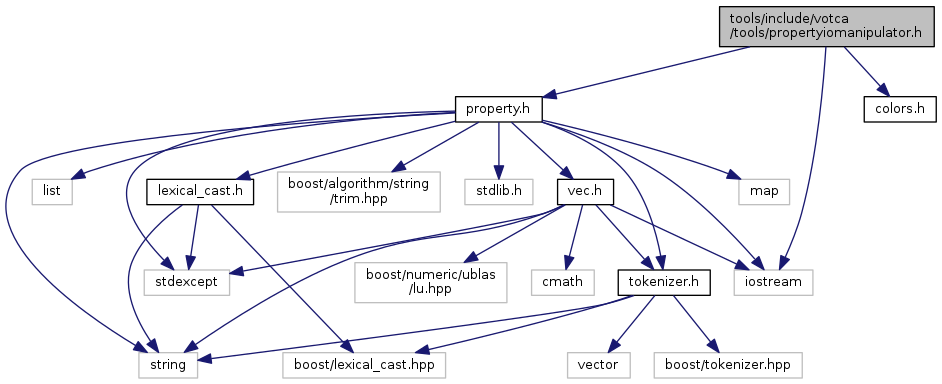 tools/include/votca
/tools/propertyiomanipulator.h
property.h
colors.h
list
lexical_cast.h
boost/algorithm/string
/trim.hpp
stdlib.h
vec.h
map
stdexcept
boost/numeric/ublas
/lu.hpp
cmath
tokenizer.h
iostream
string
boost/lexical_cast.hpp
vector
boost/tokenizer.hpp